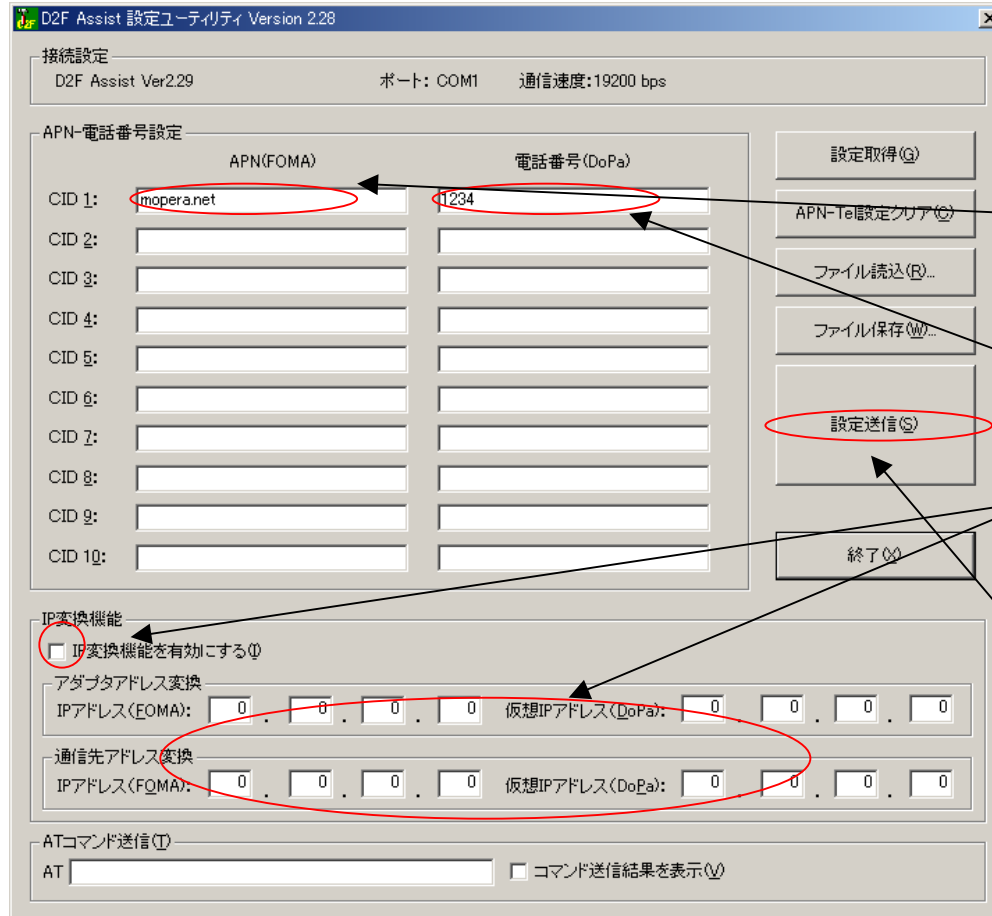 D2F Assist 設定ユーティリティ Version 2.28
接続設定
D2F Assist Ver2.29 ポート: COM1 通信速度:19200 bps
APN-電話番号設定
APN(FOMA) 電話番号(DoPa)
CID 1: mopera.net 1234
CID 2:
CID 3:
CID 4:
CID 5:
CID 6:
CID 7:
CID 8:
CID 9:
CID 10:
設定取得(G)
APN-Tel設定クリア(C)
ファイル読込(R)...
ファイル保存(W)...
設定送信(S)
終了(X)
IP変換機能
IP変換機能を有効にする(I)
アダプタアドレス変換
IPアドレス(FOMA): 0 . 0 . 0 . 0 仮想IPアドレス(DoPa): 0 . 0 . 0 . 0
通信先アドレス変換
IPアドレス(FOMA): 0 . 0 . 0 . 0 仮想IPアドレス(DoPa): 0 . 0 . 0 . 0
ATコマンド送信(T)
AT コマンド送信結果を表示(V)